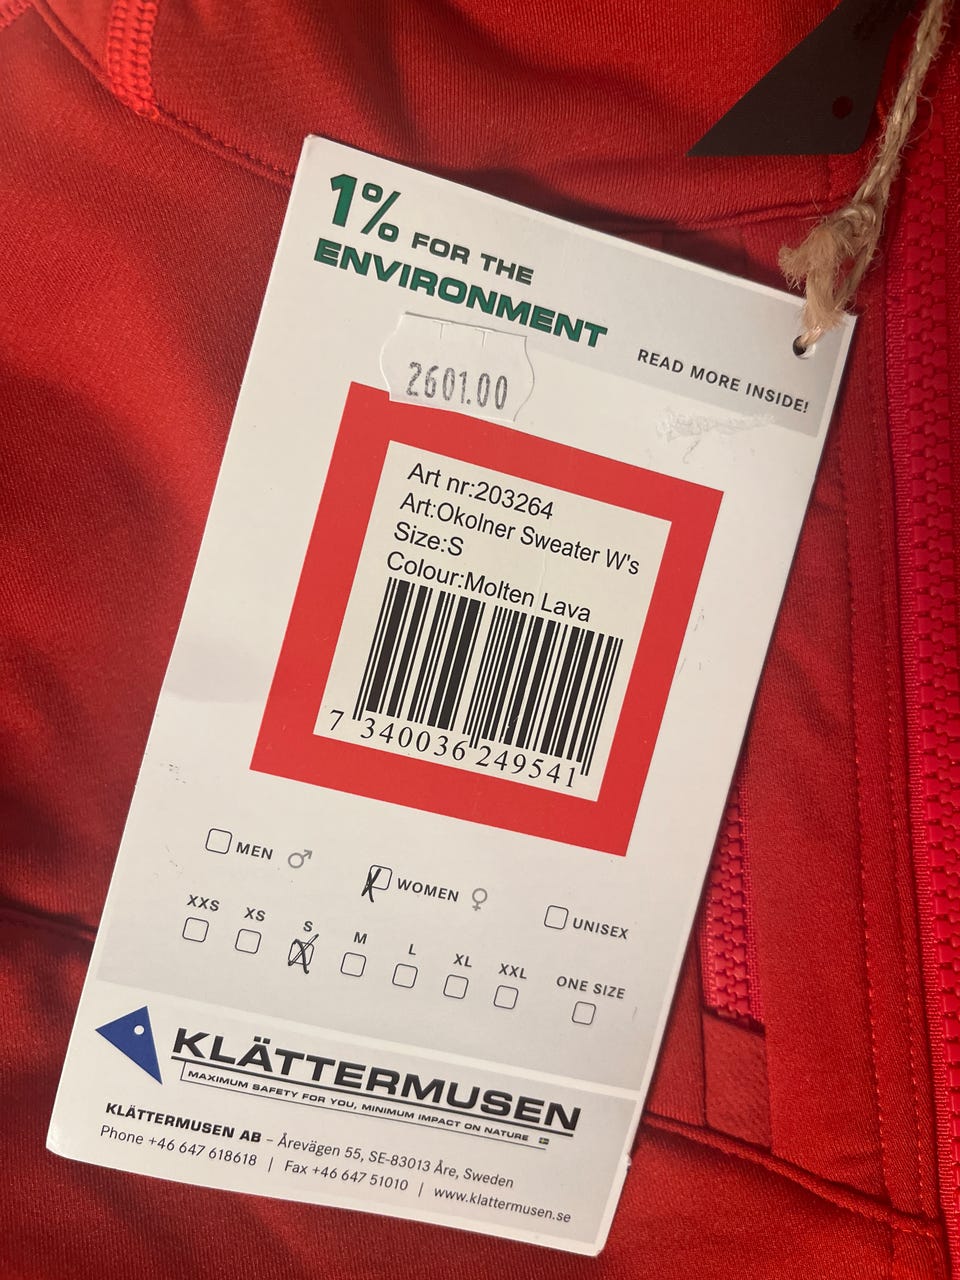 1% FOR THE
ENVIRONMENT
READ MORE INSIDE!
2601.00
Art nr:203264
Art:Okolner Sweater W's
Size:S
Colour:Molten Lava
7 340036 249541
MEN ♂
WOMEN ♀
UNISEX
XXS XS S M L XL XXL ONE SIZE
KLÄTTERMUSEN
MAXIMUM SAFETY FOR YOU, MINIMUM IMPACT ON NATURE
KLÄTTERMUSEN AB – Årevägen 55, SE-83013 Åre, Sweden
Phone +46 647 618618 | Fax +46 647 51010 | www.klattermusen.se